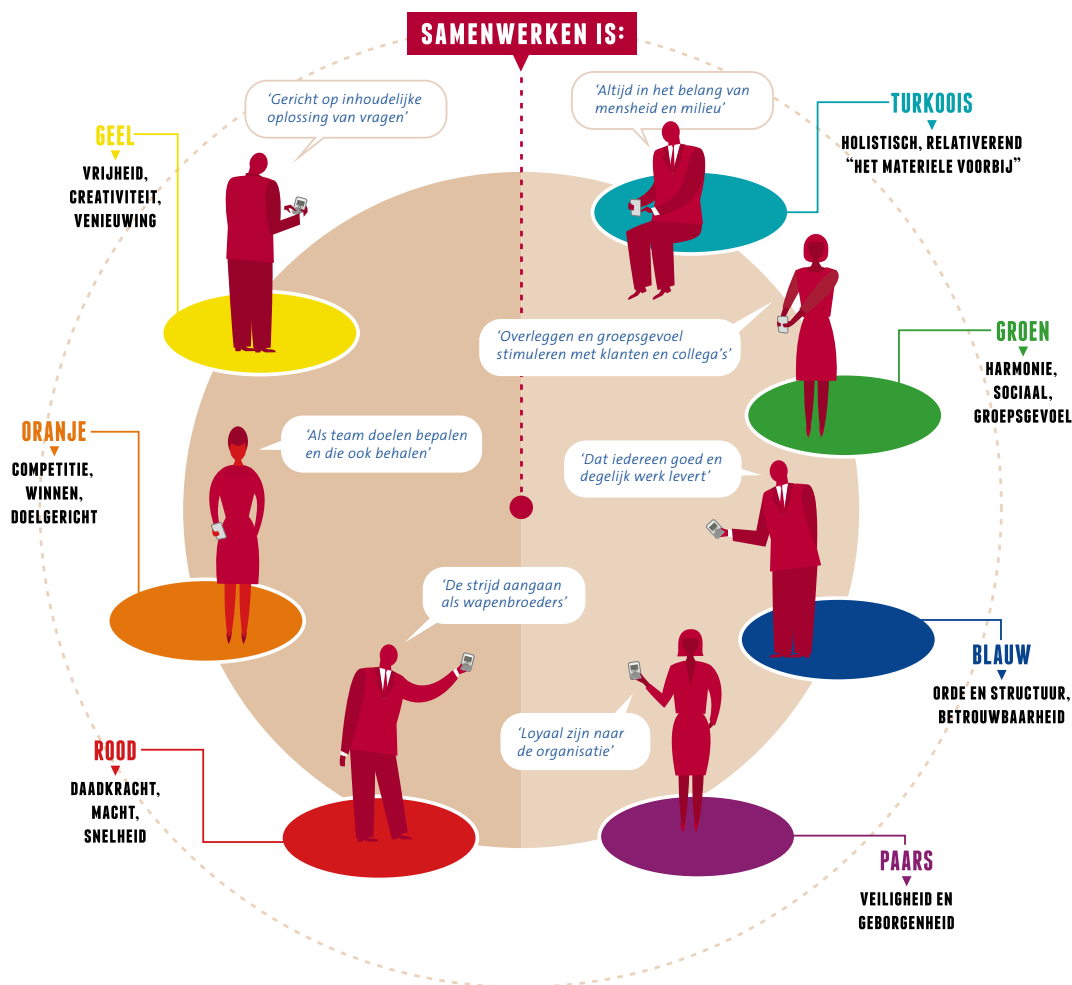 SAMENWERKEN IS:
‘Gericht op inhoudelijke
oplossing van vragen’
GEEL
VRIJHEID,
CREATIVITEIT,
VENIEUWING
‘Altijd in het belang van
mensheid en milieu’
TURKOOIS
HOLISTISCH, RELATIVEREND
“HET MATERIELE VOORBIJ”
‘Overleggen en groepsgevoel
stimuleren met klanten en collega’s’
GROEN
HARMONIE,
SOCIAAL,
GROEPSGEVOEL
ORANJE
COMPETITIE,
WINNEN,
DOELGERICHT
‘Als team doelen bepalen
en die ook behalen’
‘Dat iedereen goed en
degelijk werk levert’
BLAUW
ORDE EN STRUCTUUR,
BETROUWBAARHEID
‘De strijd aangaan
als wapenbroeders’
ROOD
DAADKRACHT,
MACHT,
SNELHEID
‘Loyaal zijn naar
de organisatie’
PAARS
VEILIGHEID EN
GEBORGENHEID